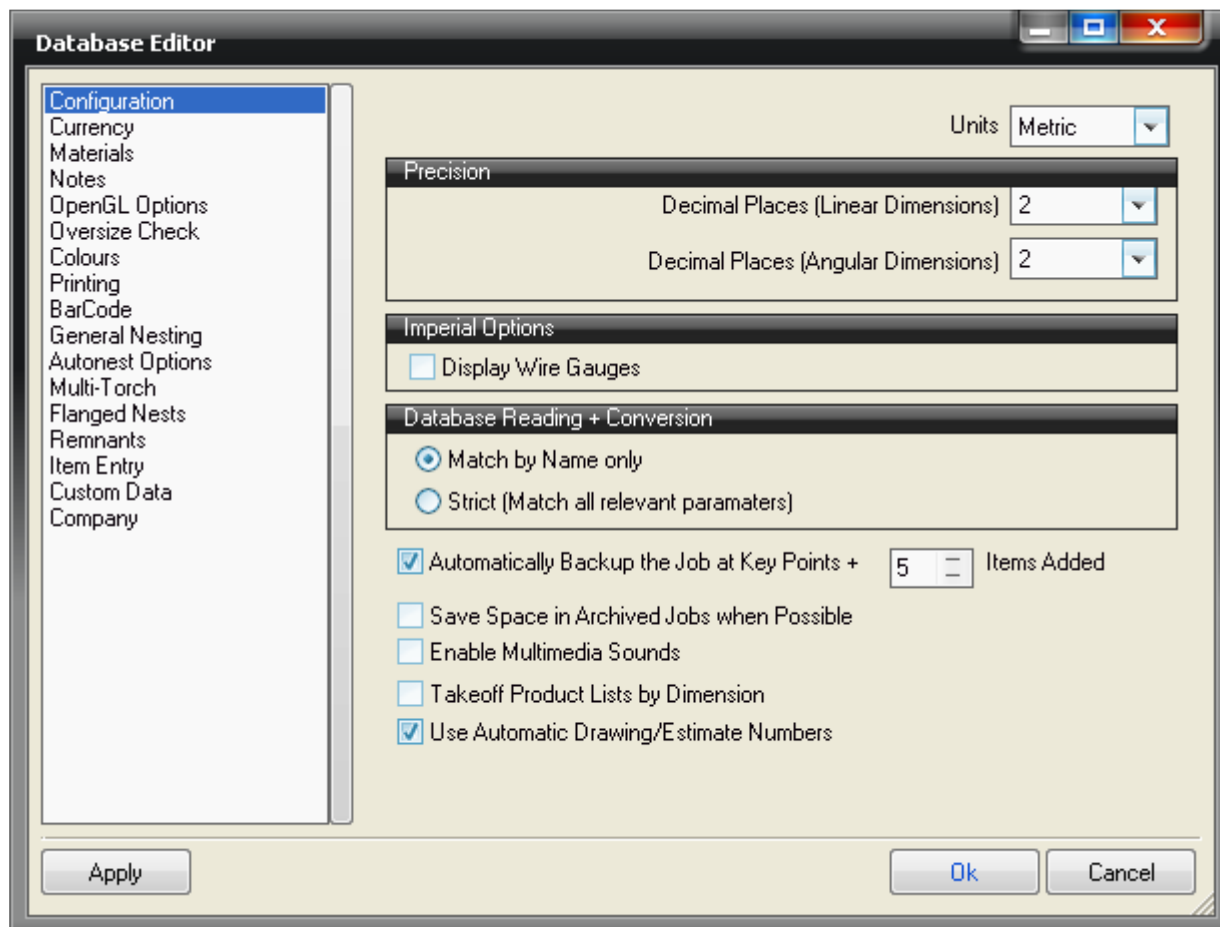 Database Editor
Configuration
Currency
Materials
Notes
OpenGL Options
Oversize Check
Colours
Printing
BarCode
General Nesting
Autonest Options
Multi-Torch
Flanged Nests
Remnants
Item Entry
Custom Data
Company
Units Metric
Precision
Decimal Places (Linear Dimensions) 2
Decimal Places (Angular Dimensions) 2
Imperial Options
Display Wire Gauges
Database Reading + Conversion
Match by Name only
Strict (Match all relevant paramaters)
Automatically Backup the Job at Key Points + 5 Items Added
Save Space in Archived Jobs when Possible
Enable Multimedia Sounds
Takeoff Product Lists by Dimension
Use Automatic Drawing/Estimate Numbers
Apply Ok Cancel